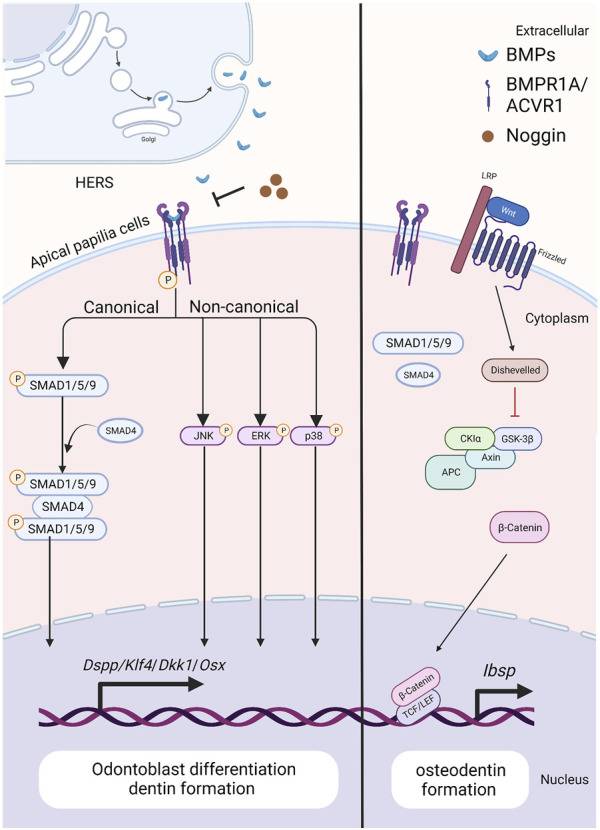 Extracellular
BMPs
BMPR1A/
ACVR1
Noggin
Golgi
HERS
Apical papilia cells
P
Canonical
Non-canonical
P
SMAD1/5/9
SMAD4
P
SMAD1/5/9
SMAD4
P
SMAD1/5/9
JNK
P
ERK
P
p38
P
Dspp/Klf4/Dkk1/Osx
Odontoblast differentiation
dentin formation
LRP
Wnt
Frizzled
Cytoplasm
SMAD1/5/9
SMAD4
Dishevelled
CKIα
GSK-3β
Axin
APC
β-Catenin
β-Catenin
TCF/LEF
Ibsp
osteodentin
formation
Nucleus